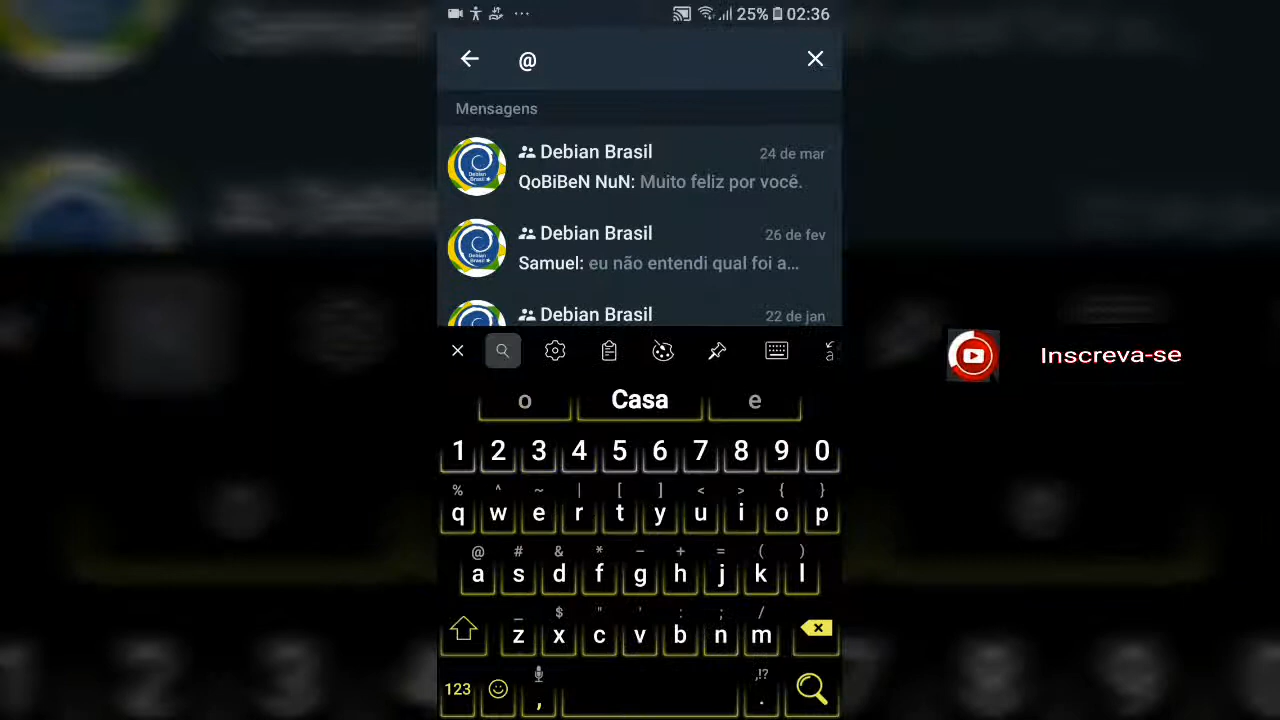 25% 02:36
@
Mensagens
Debian Brasil 24 de mar
QoBiBeN NuN: Muito feliz por você.
Debian Brasil 26 de fev
Samuel: eu não entendi qual foi a...
Debian Brasil 22 de jan
Inscreva-se
o Casa e
1 2 3 4 5 6 7 8 9 0
% ^ ~ | [ ] < > { }
q w e r t y u i o p
@ # & * - + = ( )
a s d f g h j k l
_ $ " ' : ; /
z x c v b n m
,!?
123 , .